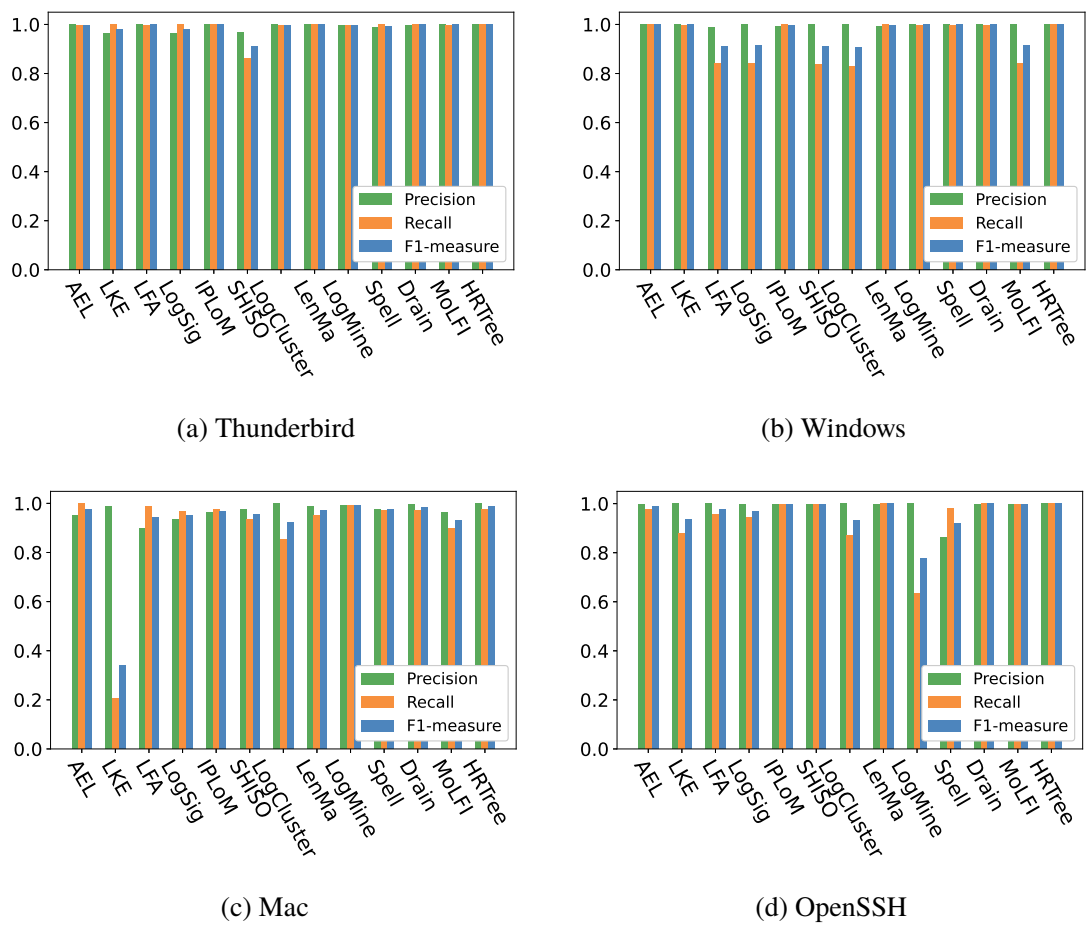 1.0
0.8
0.6
0.4
0.2
0.0
Precision
Recall
F1-measure
AEL
LKE
LFA
LogSig
IPLoM
SHISO
LogCluster
LenMa
LogMine
Spell
Drain
MoLFI
HRTree
(a) Thunderbird
1.0
0.8
0.6
0.4
0.2
0.0
Precision
Recall
F1-measure
AEL
LKE
LFA
LogSig
IPLoM
SHISO
LogCluster
LenMa
LogMine
Spell
Drain
MoLFI
HRTree
(b) Windows
1.0
0.8
0.6
0.4
0.2
0.0
Precision
Recall
F1-measure
AEL
LKE
LFA
LogSig
IPLoM
SHISO
LogCluster
LenMa
LogMine
Spell
Drain
MoLFI
HRTree
(c) Mac
1.0
0.8
0.6
0.4
0.2
0.0
Precision
Recall
F1-measure
AEL
LKE
LFA
LogSig
IPLoM
SHISO
LogCluster
LenMa
LogMine
Spell
Drain
MoLFI
HRTree
(d) OpenSSH